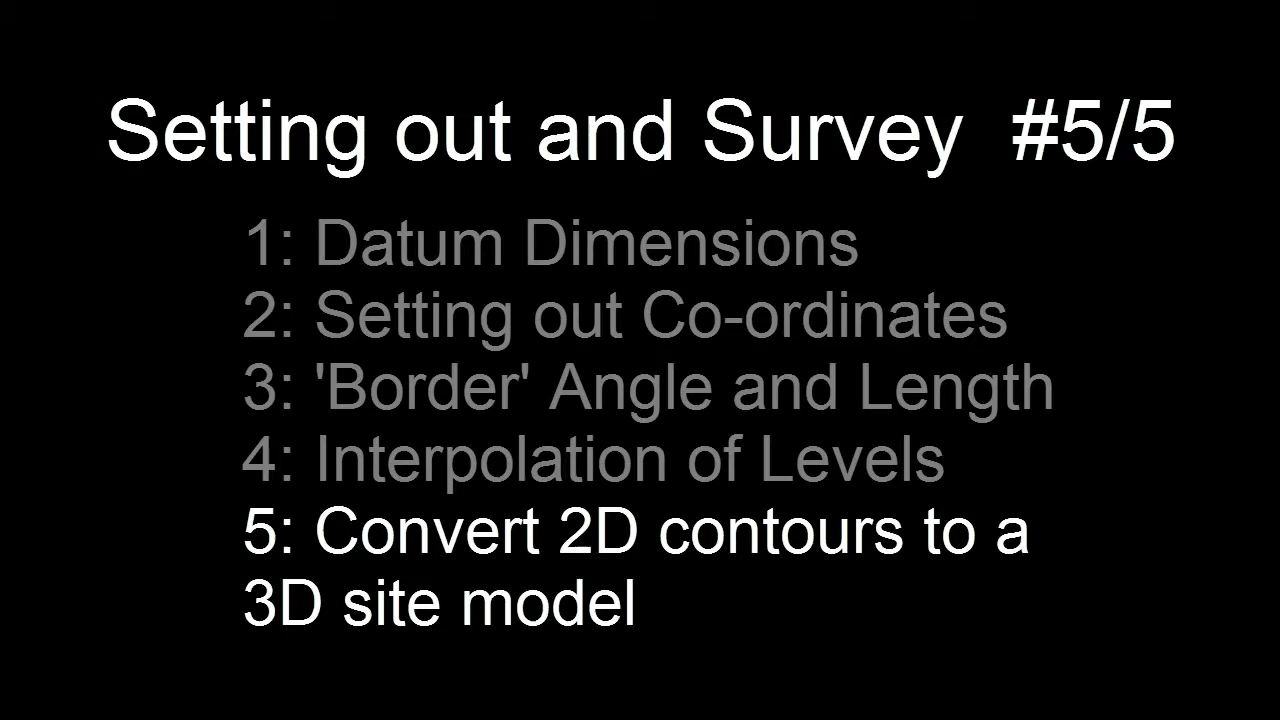 Setting out and Survey #5/5
1: Datum Dimensions
2: Setting out Co-ordinates
3: 'Border' Angle and Length
4: Interpolation of Levels
5: Convert 2D contours to a
3D site model